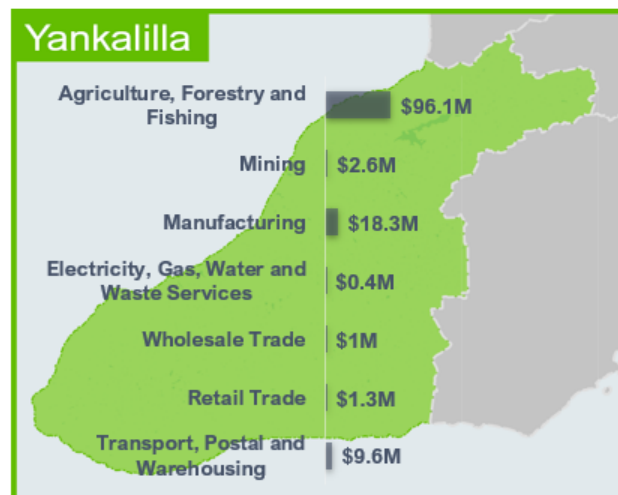 Yankalilla
Agriculture, Forestry and
Fishing
$96.1M
Mining
$2.6M
Manufacturing
$18.3M
Electricity, Gas, Water and
Waste Services
$0.4M
Wholesale Trade
$1M
Retail Trade
$1.3M
Transport, Postal and
Warehousing
$9.6M